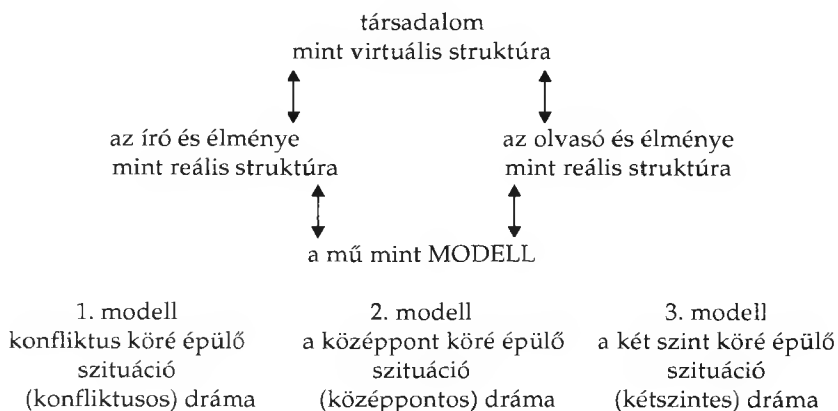 társadalom
mint virtuális struktúra
az író és élménye
mint reális struktúra
az olvasó és élménye
mint reális struktúra
a mű mint MODELL
1. modell
konfliktus köré épülő
szituáció
(konfliktusos) dráma
2. modell
a középpont köré épülő
szituáció
(középpontos) dráma
3. modell
a két szint köré épülő
szituáció
(kétszintes) dráma